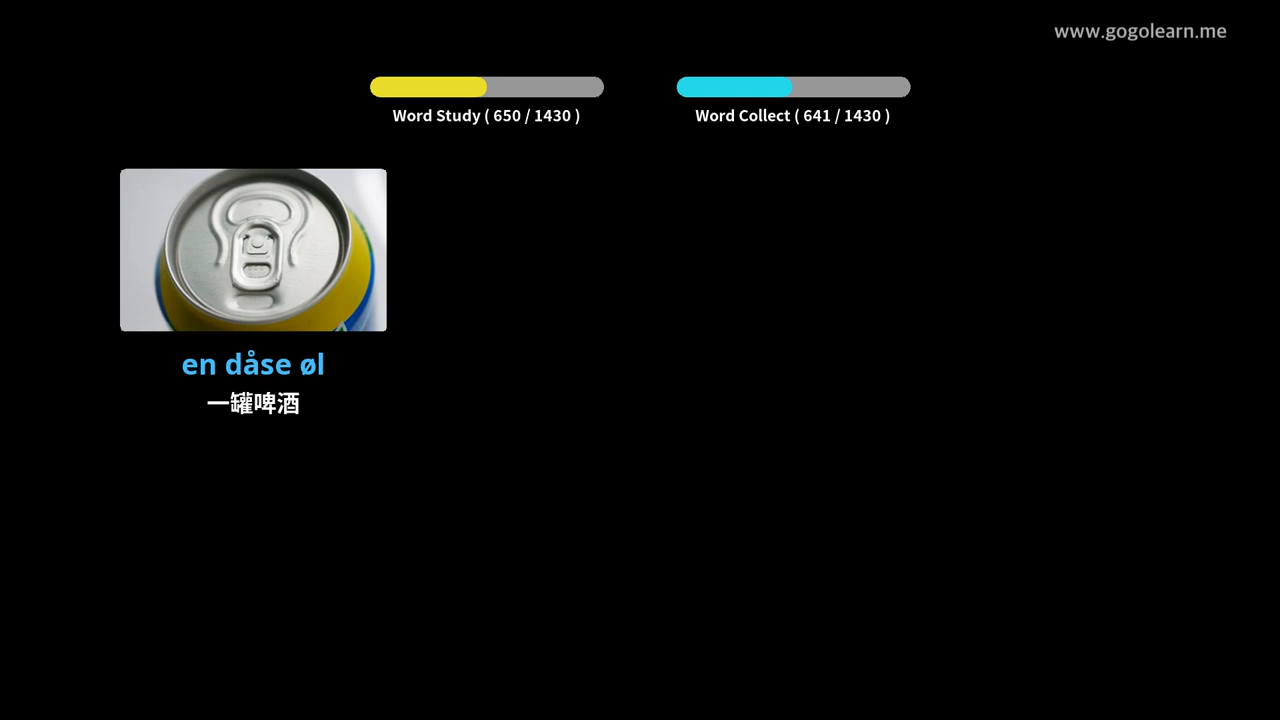 www.gogolearn.me
Word Study ( 650 / 1430 )
Word Collect ( 641 / 1430 )
en dåse øl
一罐啤酒